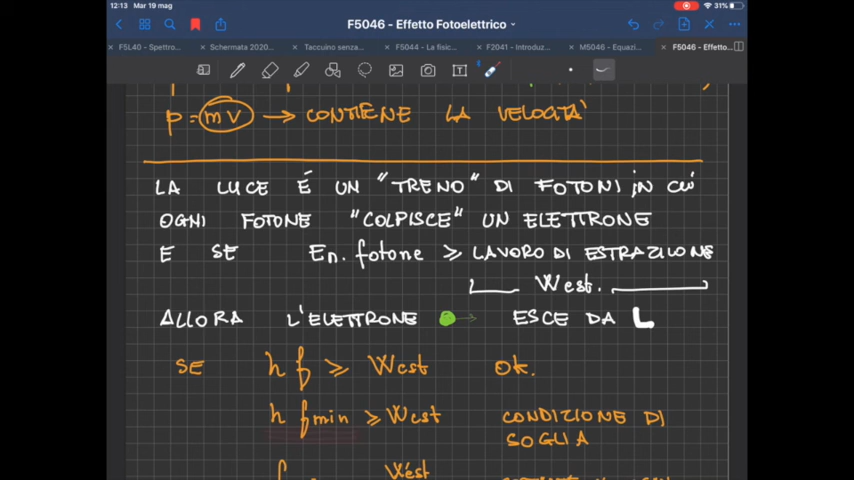 12:13 Mar 19 mag
31%
F5046 - Effetto Fotoelettrico
F5L40 - Spettro...
Schermata 2020...
Taccuino senza...
F5044 - La fisic...
F2041 - Introduz...
M5046 - Equazi...
F5046 - Effetto...
p = mv → CONTIENE LA VELOCITA'
LA LUCE É UN "TRENO" DI FOTONI IN CUI
OGNI FOTONE "COLPISCE" UN ELETTRONE
E SE En. fotone ⩾ LAVORO DI ESTRAZIONE
West.
ALLORA L'ELETTRONE → ESCE DA L
SE h f ⩾ West Ok.
h fmin ⩾ West CONDIZIONE DI
SOGLIA
f West